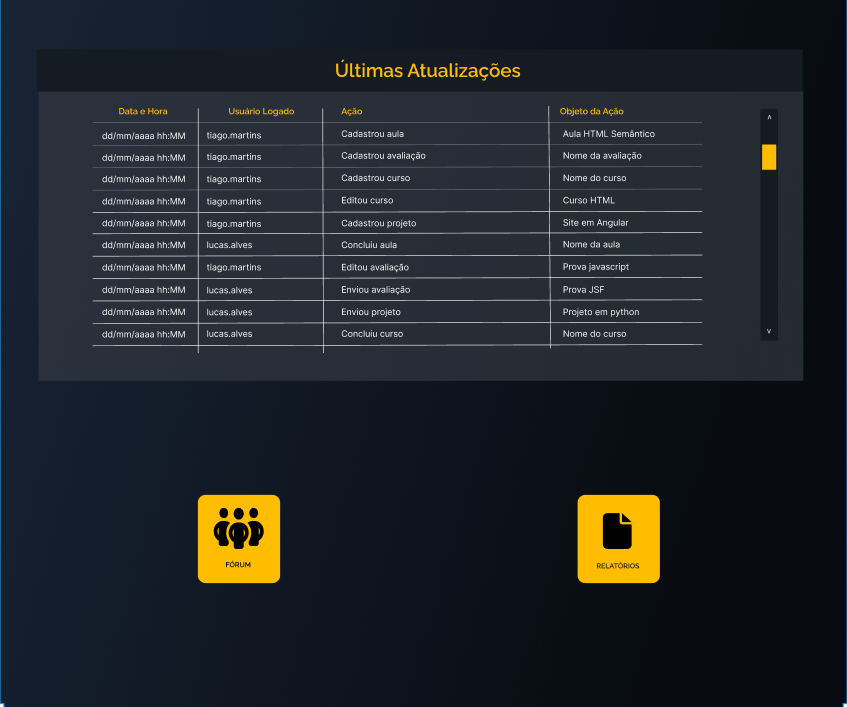 Últimas Atualizações
Data e Hora Usuário Logado Ação Objeto da Ação
dd/mm/aaaa hh:MM tiago.martins Cadastrou aula Aula HTML Semântico
dd/mm/aaaa hh:MM tiago.martins Cadastrou avaliação Nome da avaliação
dd/mm/aaaa hh:MM tiago.martins Cadastrou curso Nome do curso
dd/mm/aaaa hh:MM tiago.martins Editou curso Curso HTML
dd/mm/aaaa hh:MM tiago.martins Cadastrou projeto Site em Angular
dd/mm/aaaa hh:MM lucas.alves Concluiu aula Nome da aula
dd/mm/aaaa hh:MM tiago.martins Editou avaliação Prova javascript
dd/mm/aaaa hh:MM lucas.alves Enviou avaliação Prova JSF
dd/mm/aaaa hh:MM lucas.alves Enviou projeto Projeto em python
dd/mm/aaaa hh:MM lucas.alves Concluiu curso Nome do curso
FÓRUM RELATÓRIOS